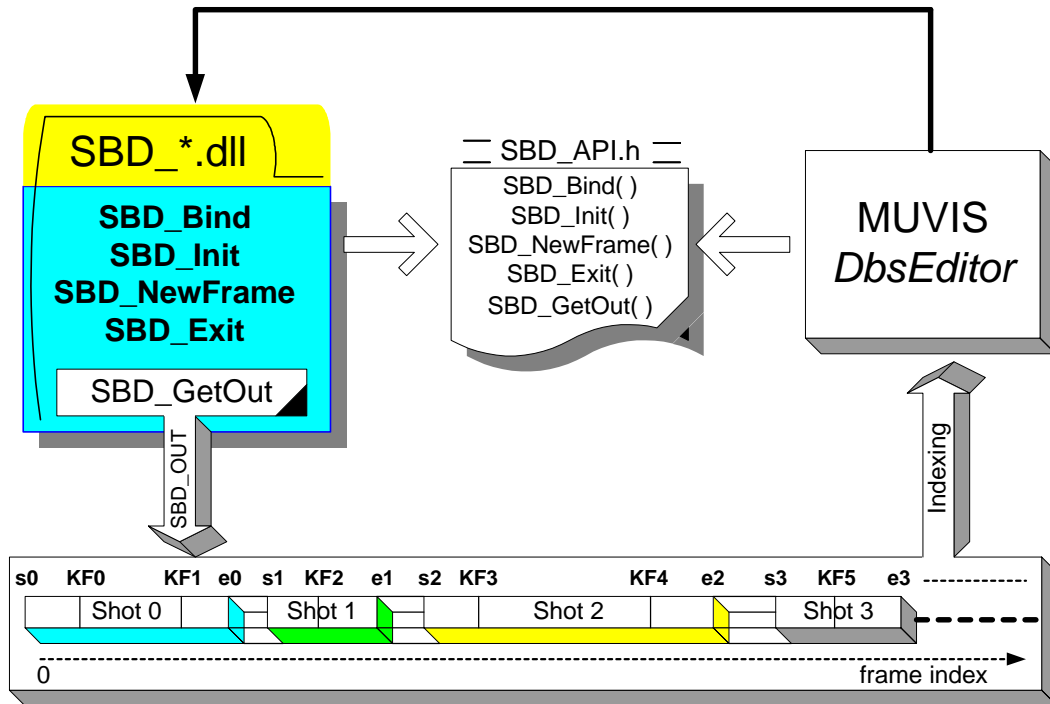 SBD_*.dll
SBD_Bind
SBD_Init
SBD_NewFrame
SBD_Exit
SBD_GetOut
SBD_OUT
SBD_API.h
SBD_Bind( )
SBD_Init( )
SBD_NewFrame( )
SBD_Exit( )
SBD_GetOut( )
MUVIS
DbsEditor
Indexing
s0 KF0 KF1 e0 s1 KF2 e1 s2 KF3 KF4 e2 s3 KF5 e3
Shot 0 Shot 1 Shot 2 Shot 3
0 frame index